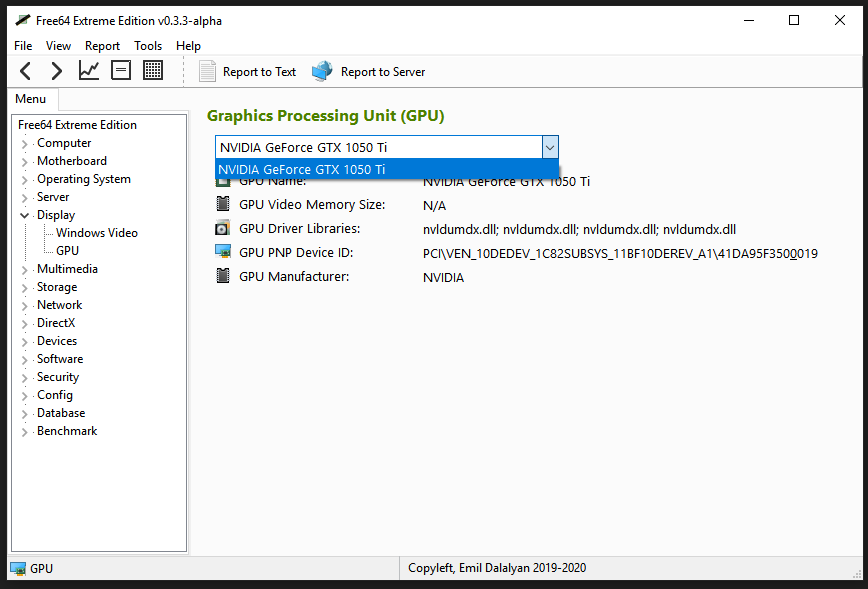 Free64 Extreme Edition v0.3.3-alpha
File View Report Tools Help
Report to Text Report to Server
Menu
Free64 Extreme Edition
Computer
Motherboard
Operating System
Server
Display
Windows Video
GPU
Multimedia
Storage
Network
DirectX
Devices
Software
Security
Config
Database
Benchmark
Graphics Processing Unit (GPU)
NVIDIA GeForce GTX 1050 Ti
NVIDIA GeForce GTX 1050 Ti
GPU Name: NVIDIA GeForce GTX 1050 Ti
GPU Video Memory Size: N/A
GPU Driver Libraries: nvldumdx.dll; nvldumdx.dll; nvldumdx.dll; nvldumdx.dll
GPU PNP Device ID: PCI\VEN_10DEDEV_1C82SUBSYS_11BF10DEREV_A1\41DA95F3500019
GPU Manufacturer: NVIDIA
GPU Copyleft, Emil Dalalyan 2019-2020